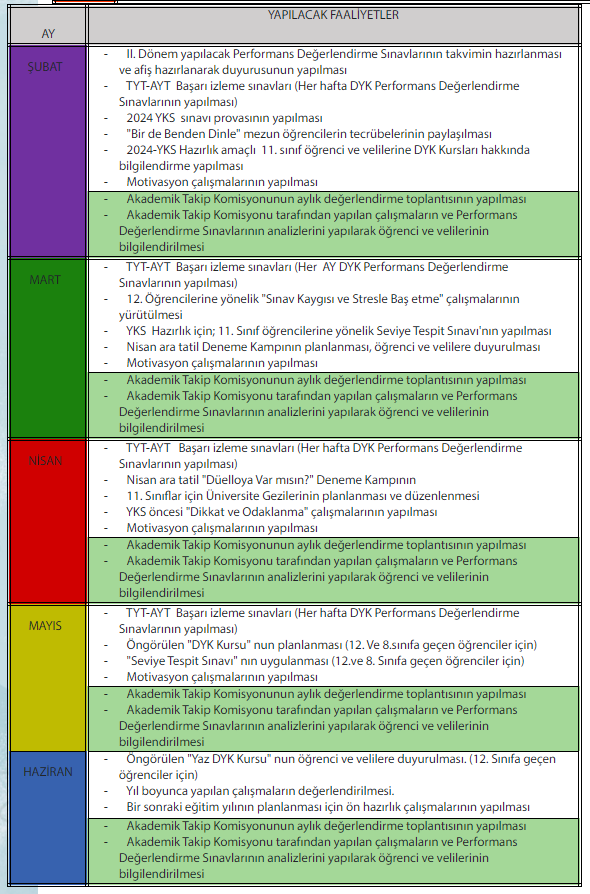 AY
YAPILACAK FAALİYETLER
ŞUBAT
- II. Dönem yapılacak Performans Değerlendirme Sınavlarının takvimin hazırlanması
ve afiş hazırlanarak duyurusunun yapılması
- TYT-AYT Başarı izleme sınavları (Her hafta DYK Performans Değerlendirme
Sınavlarının yapılması)
- 2024 YKS sınavı provasının yapılması
- "Bir de Benden Dinle" mezun öğrencilerin tecrübelerinin paylaşılması
- 2024-YKS Hazırlık amaçlı 11. sınıf öğrenci ve velilerine DYK Kursları hakkında
bilgilendirme yapılması
- Motivasyon çalışmalarının yapılması
- Akademik Takip Komisyonunun aylık değerlendirme toplantısının yapılması
- Akademik Takip Komisyonu tarafından yapılan çalışmaların ve Performans
Değerlendirme Sınavlarının analizlerini yapılarak öğrenci ve velilerinin
bilgilendirilmesi
MART
- TYT-AYT Başarı izleme sınavları (Her AY DYK Performans Değerlendirme
Sınavlarının yapılması)
- 12. Öğrencilerine yönelik "Sınav Kaygısı ve Stresle Baş etme" çalışmalarının
yürütülmesi
- YKS Hazırlık için; 11. Sınıf öğrencilerine yönelik Seviye Tespit Sınavı'nın yapılması
- Nisan ara tatil Deneme Kampının planlanması, öğrenci ve velilere duyurulması
- Motivasyon çalışmalarının yapılması
- Akademik Takip Komisyonunun aylık değerlendirme toplantısının yapılması
- Akademik Takip Komisyonu tarafından yapılan çalışmaların ve Performans
Değerlendirme Sınavlarının analizlerini yapılarak öğrenci ve velilerinin
bilgilendirilmesi
NİSAN
- TYT-AYT Başarı izleme sınavları (Her hafta DYK Performans Değerlendirme
Sınavlarının yapılması)
- Nisan ara tatil "Düelloya Var mısın?" Deneme Kampının
- 11. Sınıflar için Üniversite Gezilerinin planlanması ve düzenlenmesi
- YKS öncesi "Dikkat ve Odaklanma" çalışmalarının yapılması
- Motivasyon çalışmalarının yapılması
- Akademik Takip Komisyonunun aylık değerlendirme toplantısının yapılması
- Akademik Takip Komisyonu tarafından yapılan çalışmaların ve Performans
Değerlendirme Sınavlarının analizlerini yapılarak öğrenci ve velilerinin
bilgilendirilmesi
MAYIS
- TYT-AYT Başarı izleme sınavları (Her hafta DYK Performans Değerlendirme
Sınavlarının yapılması)
- Öngörülen "DYK Kursu" nun planlanması (12. Ve 8.sınıfa geçen öğrenciler için)
- "Seviye Tespit Sınavı" nın uygulanması (12.ve 8. Sınıfa geçen öğrenciler için)
- Motivasyon çalışmalarının yapılması
- Akademik Takip Komisyonunun aylık değerlendirme toplantısının yapılması
- Akademik Takip Komisyonu tarafından yapılan çalışmaların ve Performans
Değerlendirme Sınavlarının analizlerini yapılarak öğrenci ve velilerinin
bilgilendirilmesi
HAZİRAN
- Öngörülen "Yaz DYK Kursu" nun öğrenci ve velilere duyurulması. (12. Sınıfa geçen
öğrenciler için)
- Yıl boyunca yapılan çalışmaların değerlendirilmesi.
- Bir sonraki eğitim yılının planlanması için ön hazırlık çalışmalarının yapılması
- Akademik Takip Komisyonunun aylık değerlendirme toplantısının yapılması
- Akademik Takip Komisyonu tarafından yapılan çalışmaların ve Performans
Değerlendirme Sınavlarının analizlerini yapılarak öğrenci ve velilerinin
bilgilendirilmesi